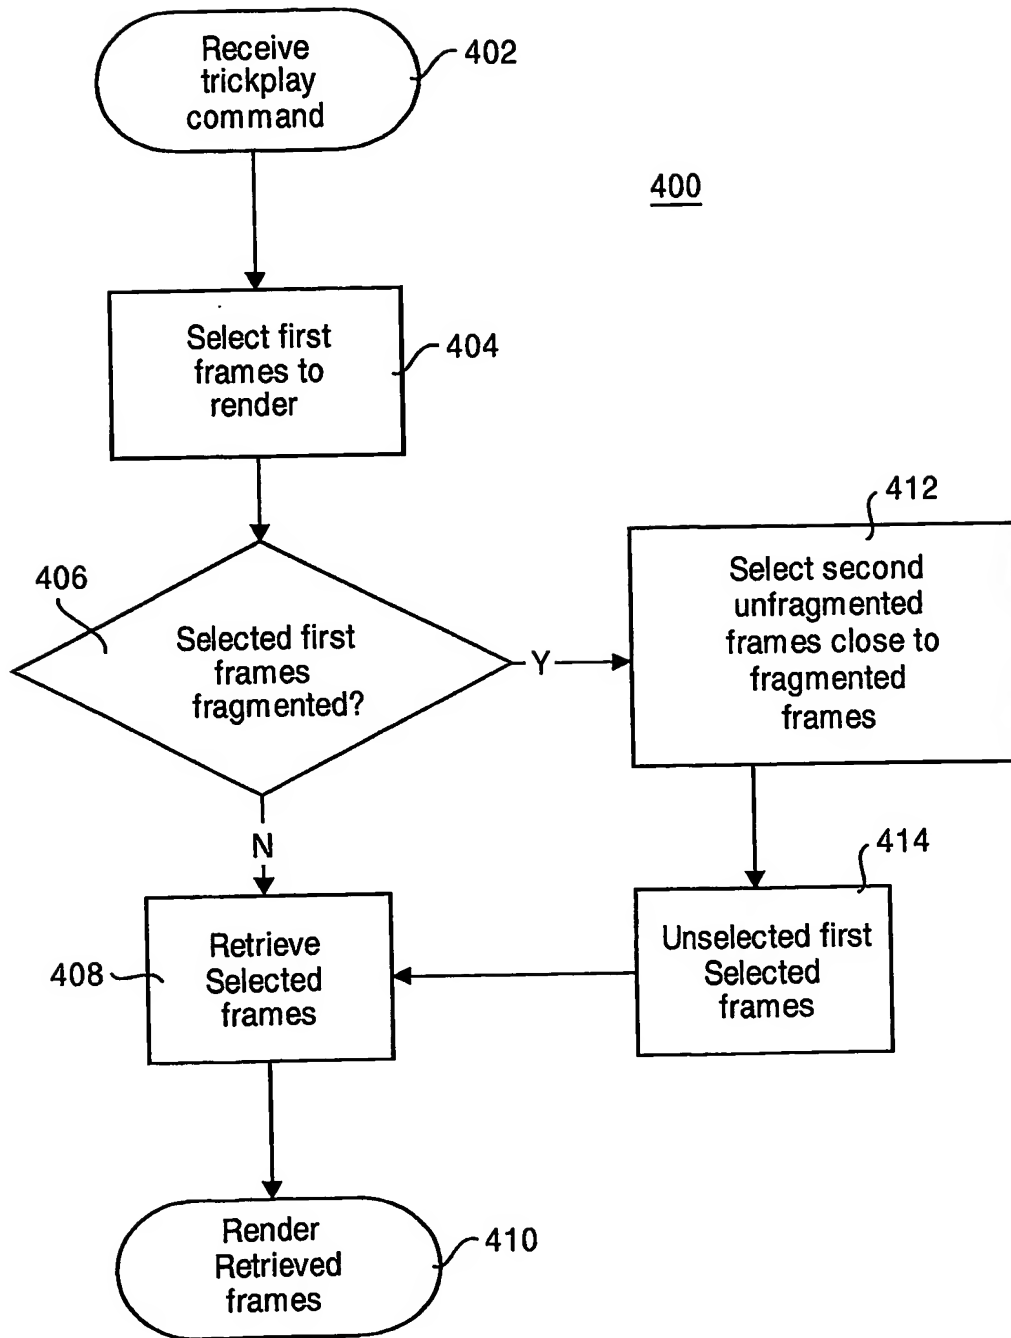 Receive
trickplay
command
402
400
Select first
frames to
render
404
406
Selected first
frames
fragmented?
Y
N
412
Select second
unfragmented
frames close to
fragmented
frames
414
Unselected first
Selected
frames
408
Retrieve
Selected
frames
Render
Retrieved
frames
410